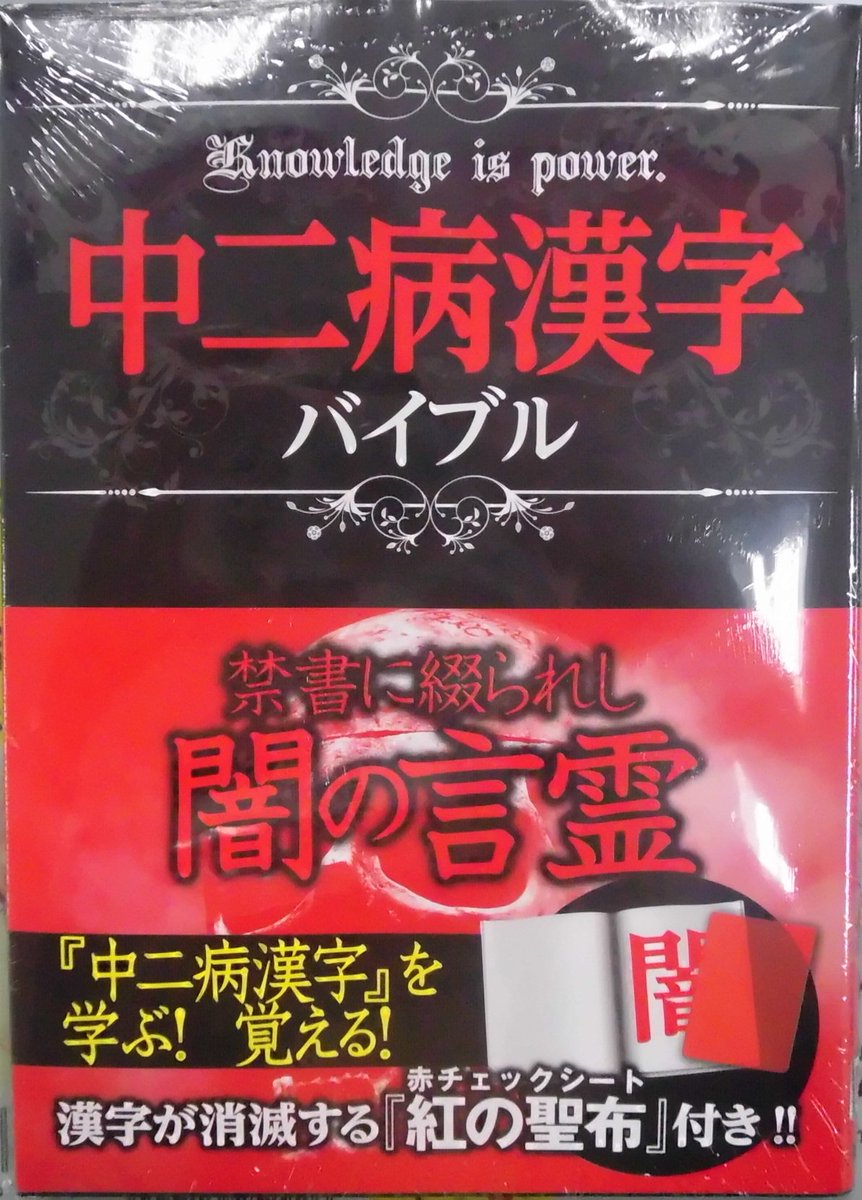 Knowledge is power.
中二病漢字
バイブル
禁書に綴られし
闇の言霊
『中二病漢字』を
学ぶ！ 覚える！
闇
赤チェックシート
漢字が消滅する『紅の聖布』付き!!